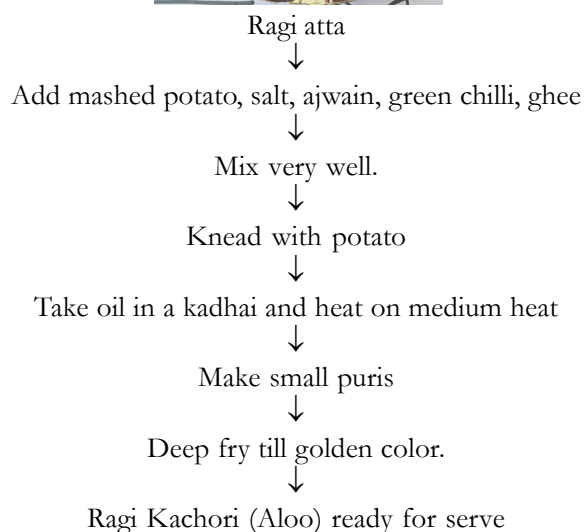 Ragi atta
↓
Add mashed potato, salt, ajwain, green chilli, ghee
↓
Mix very well.
↓
Knead with potato
↓
Take oil in a kadhai and heat on medium heat
↓
Make small puris
↓
Deep fry till golden color.
↓
Ragi Kachori (Aloo) ready for serve